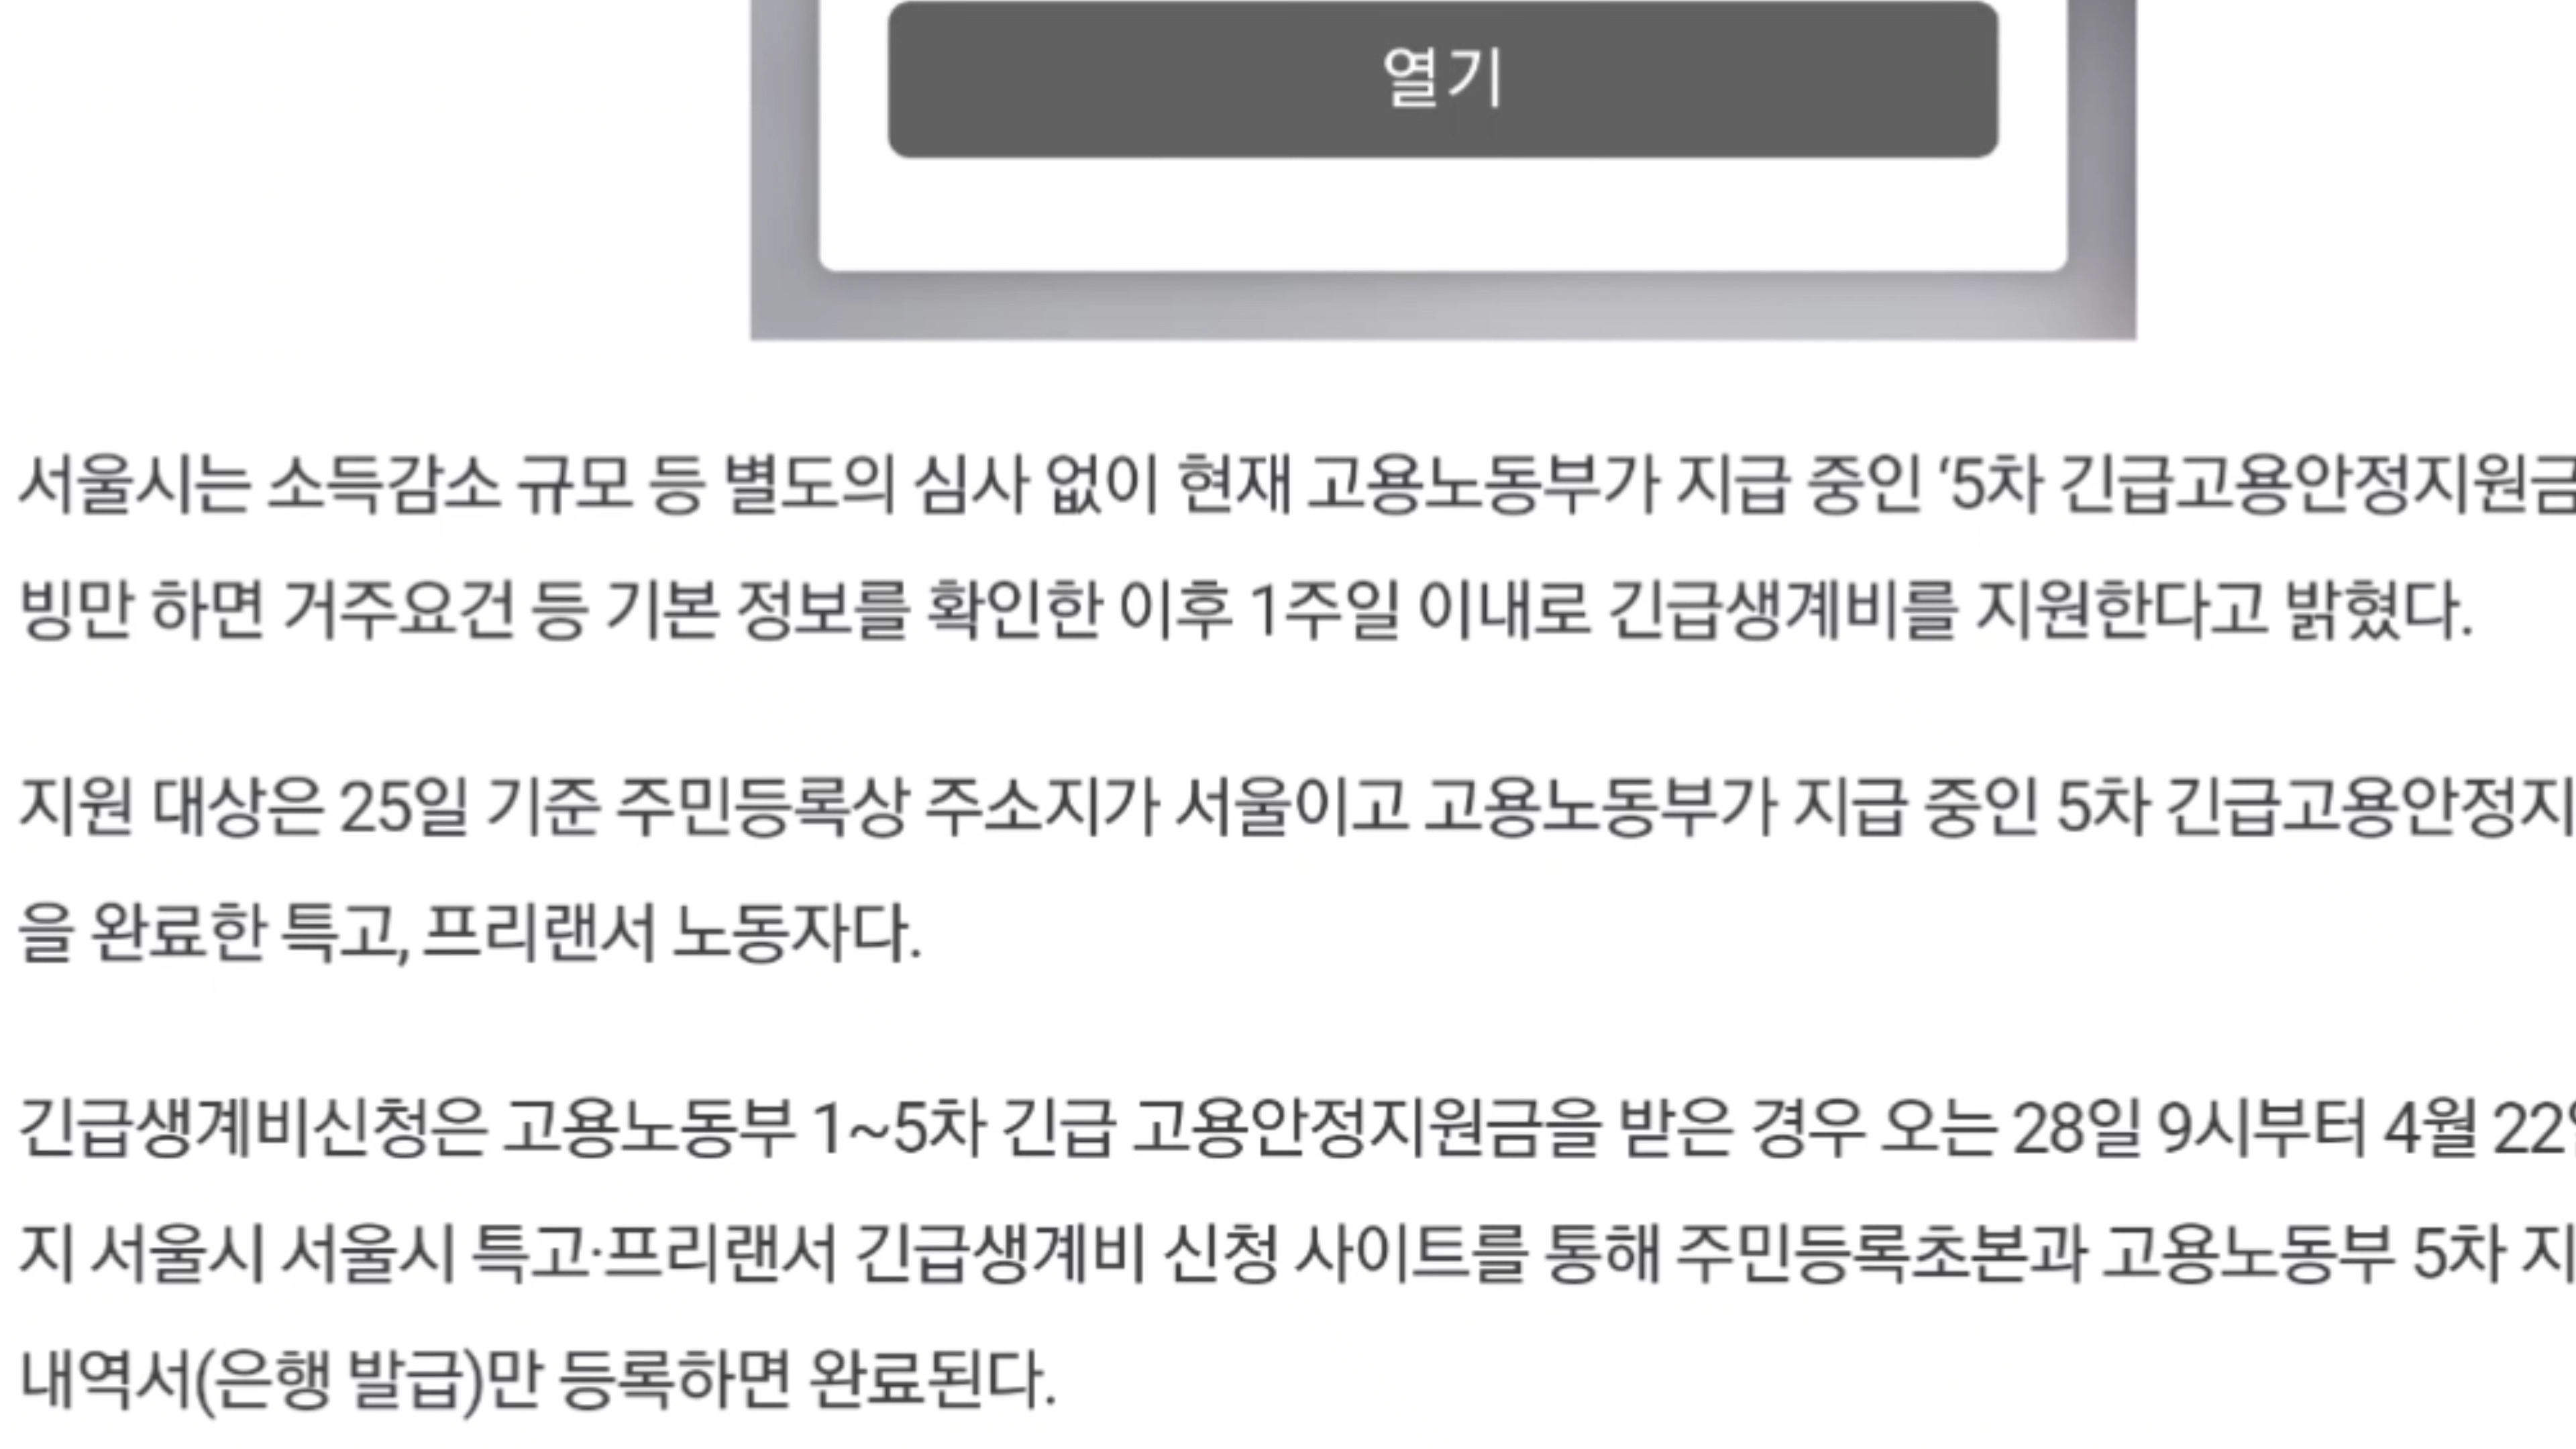 열기
서울시는 소득감소 규모 등 별도의 심사 없이 현재 고용노동부가 지급 중인 ‘5차 긴급고용안정지원금
빙만 하면 거주요건 등 기본 정보를 확인한 이후 1주일 이내로 긴급생계비를 지원한다고 밝혔다.
지원 대상은 25일 기준 주민등록상 주소지가 서울이고 고용노동부가 지급 중인 5차 긴급고용안정지
을 완료한 특고, 프리랜서 노동자다.
긴급생계비신청은 고용노동부 1~5차 긴급 고용안정지원금을 받은 경우 오는 28일 9시부터 4월 22일
지 서울시 서울시 특고·프리랜서 긴급생계비 신청 사이트를 통해 주민등록초본과 고용노동부 5차 지
내역서(은행 발급)만 등록하면 완료된다.